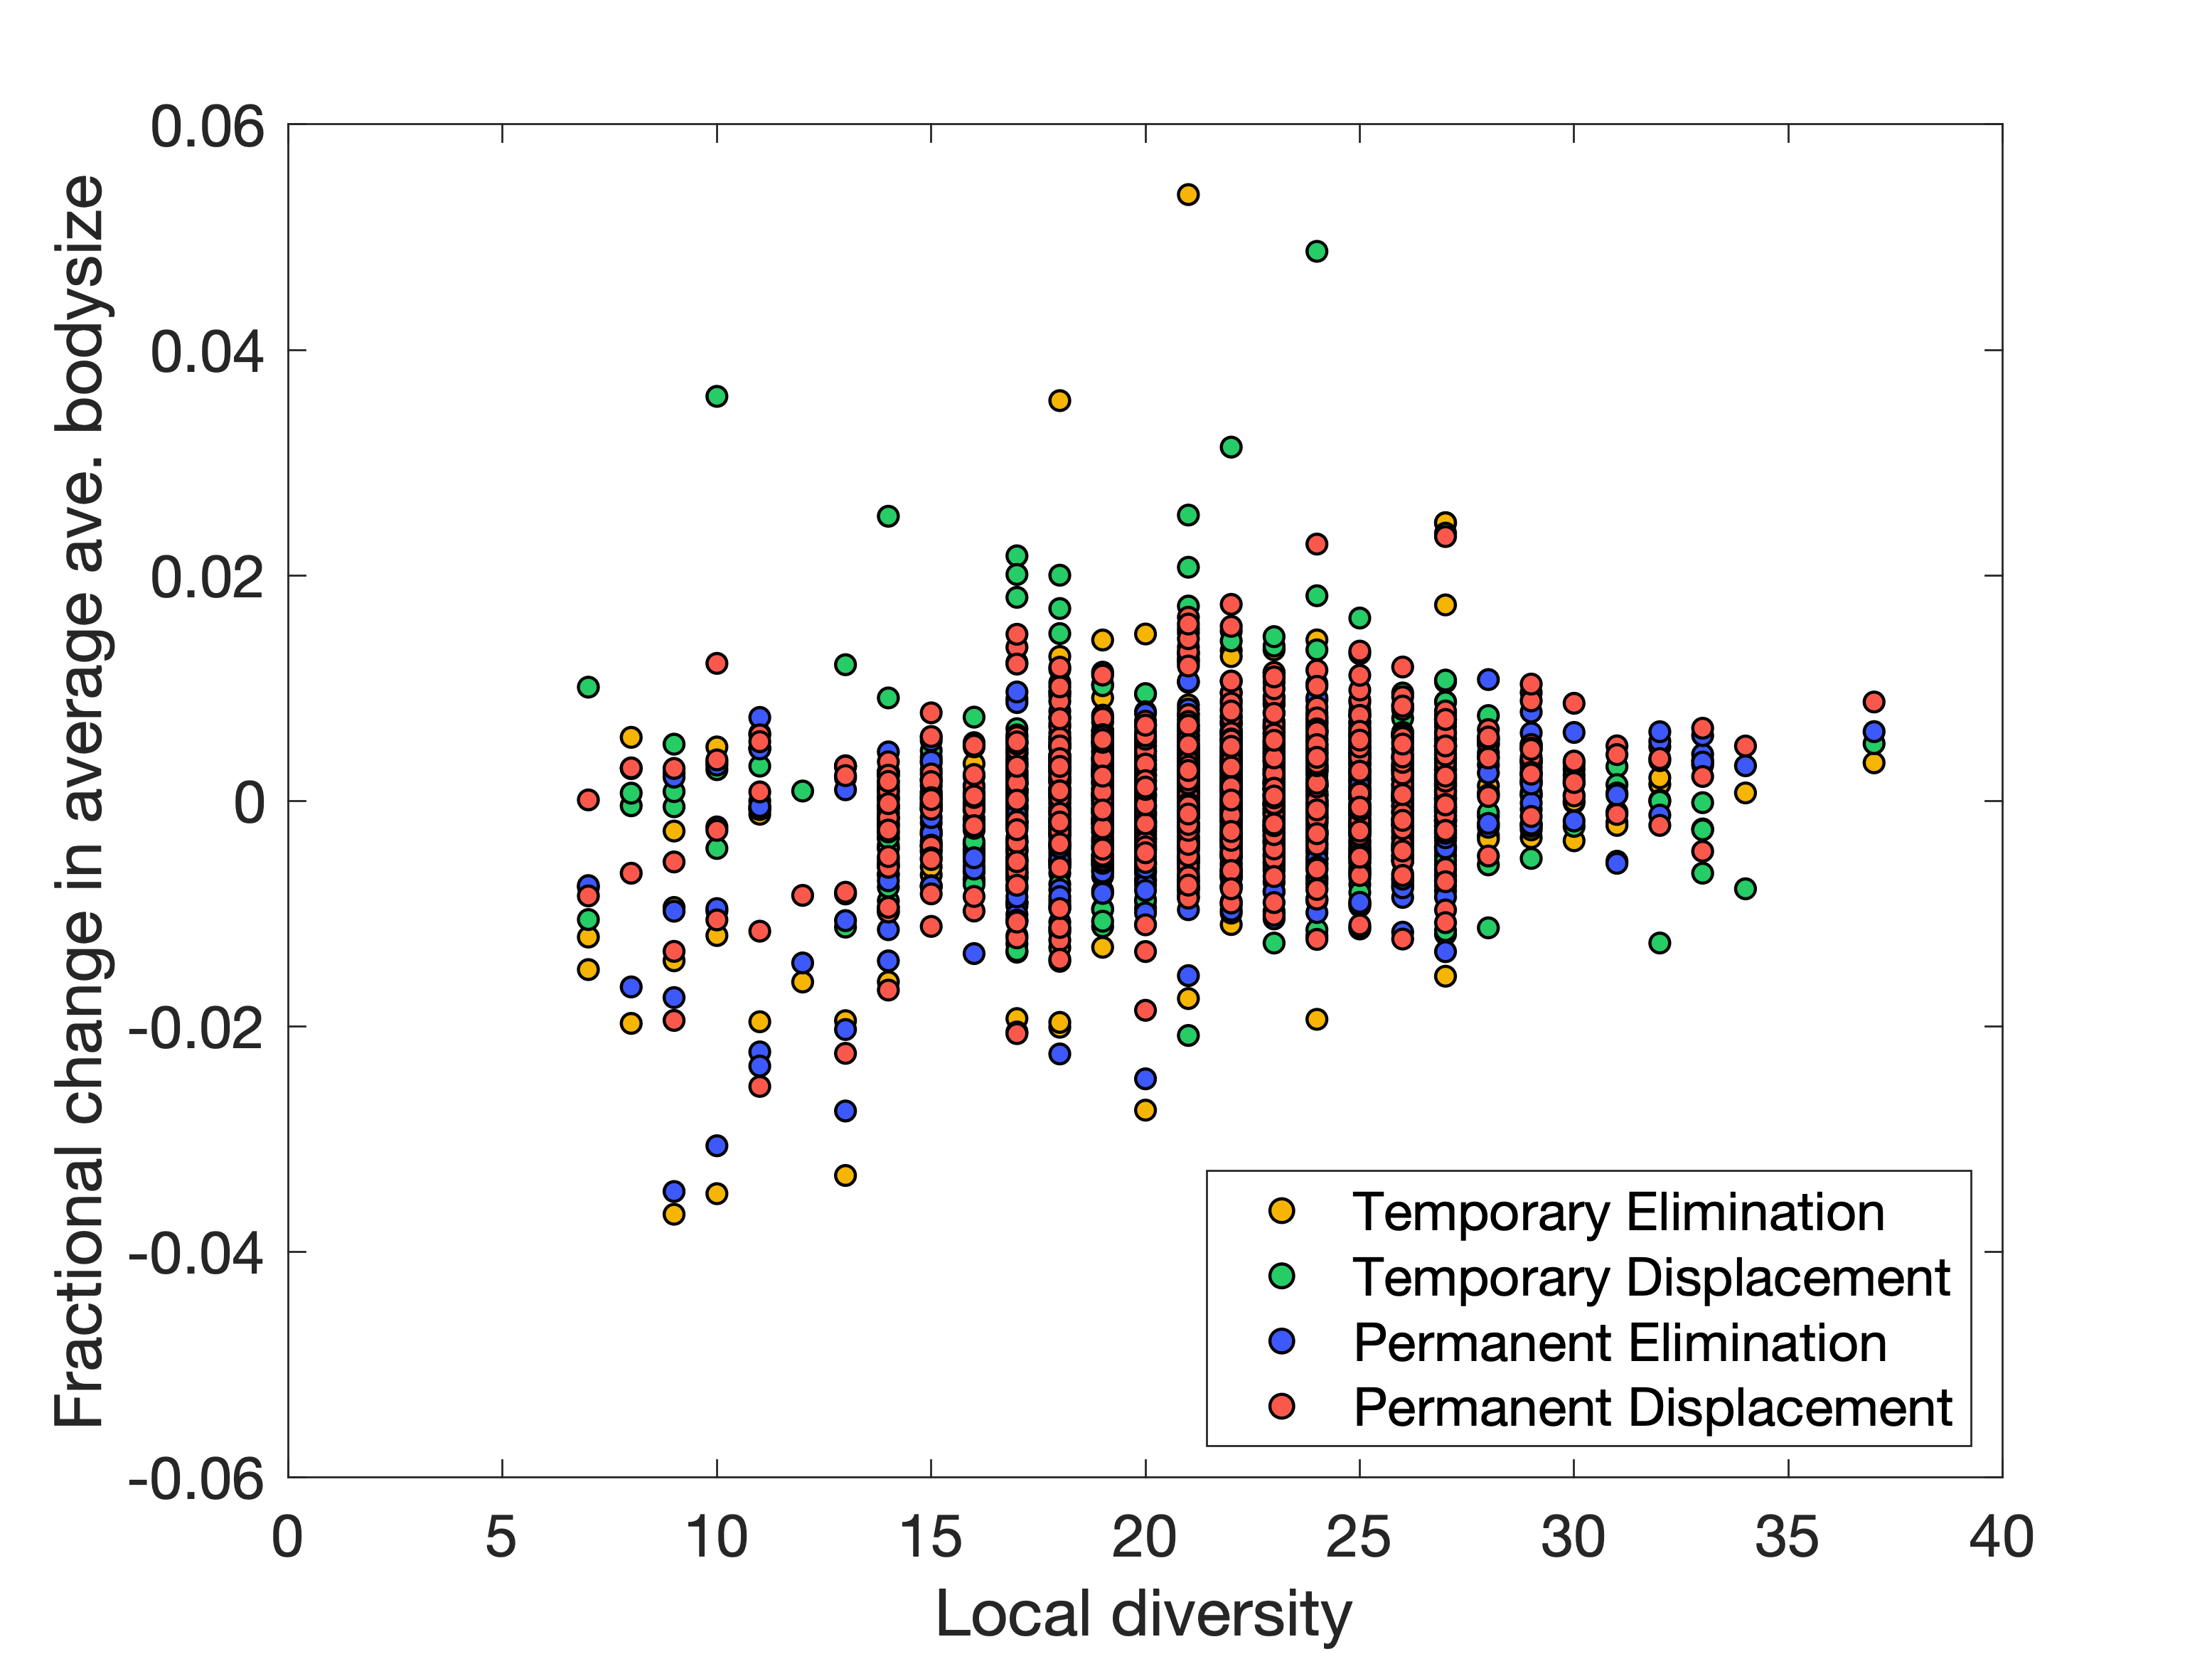 Fractional change in average ave. bodysize
0.06
0.04
0.02
0
-0.02
-0.04
-0.06
Temporary Elimination
Temporary Displacement
Permanent Elimination
Permanent Displacement
0 5 10 15 20 25 30 35 40
Local diversity